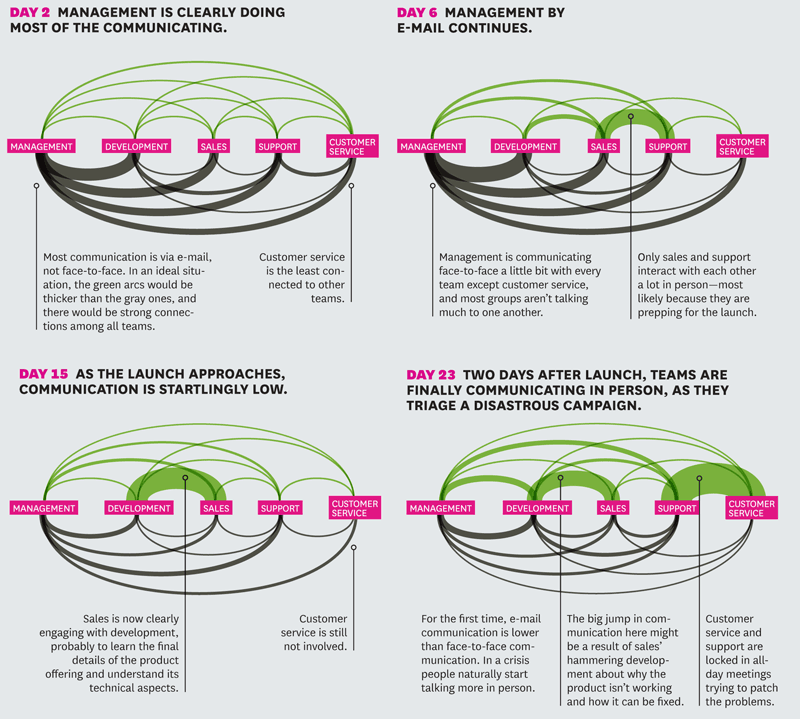 DAY 2 MANAGEMENT IS CLEARLY DOING
MOST OF THE COMMUNICATING.
MANAGEMENT
DEVELOPMENT
SALES
SUPPORT
CUSTOMER
SERVICE
Most communication is via e-mail,
not face-to-face. In an ideal situ-
ation, the green arcs would be
thicker than the gray ones, and
there would be strong connec-
tions among all teams.
Customer service
is the least con-
nected to other
teams.
DAY 6 MANAGEMENT BY
E-MAIL CONTINUES.
MANAGEMENT
DEVELOPMENT
SALES
SUPPORT
CUSTOMER
SERVICE
Management is communicating
face-to-face a little bit with every
team except customer service,
and most groups aren't talking
much to one another.
Only sales and support
interact with each other
a lot in person—most
likely because they are
prepping for the launch.
DAY 15 AS THE LAUNCH APPROACHES,
COMMUNICATION IS STARTLINGLY LOW.
MANAGEMENT
DEVELOPMENT
SALES
SUPPORT
CUSTOMER
SERVICE
Sales is now clearly
engaging with development,
probably to learn the final
details of the product
offering and understand its
technical aspects.
Customer
service is still
not involved.
DAY 23 TWO DAYS AFTER LAUNCH, TEAMS ARE
FINALLY COMMUNICATING IN PERSON, AS THEY
TRIAGE A DISASTROUS CAMPAIGN.
MANAGEMENT
DEVELOPMENT
SALES
SUPPORT
CUSTOMER
SERVICE
For the first time, e-mail
communication is lower
than face-to-face com-
munication. In a crisis
people naturally start
talking more in person.
The big jump in com-
munication here might
be a result of sales'
hammering develop-
ment about why the
product isn't working
and how it can be fixed.
Customer
service and
support are
locked in all-
day meetings
trying to patch
the problems.